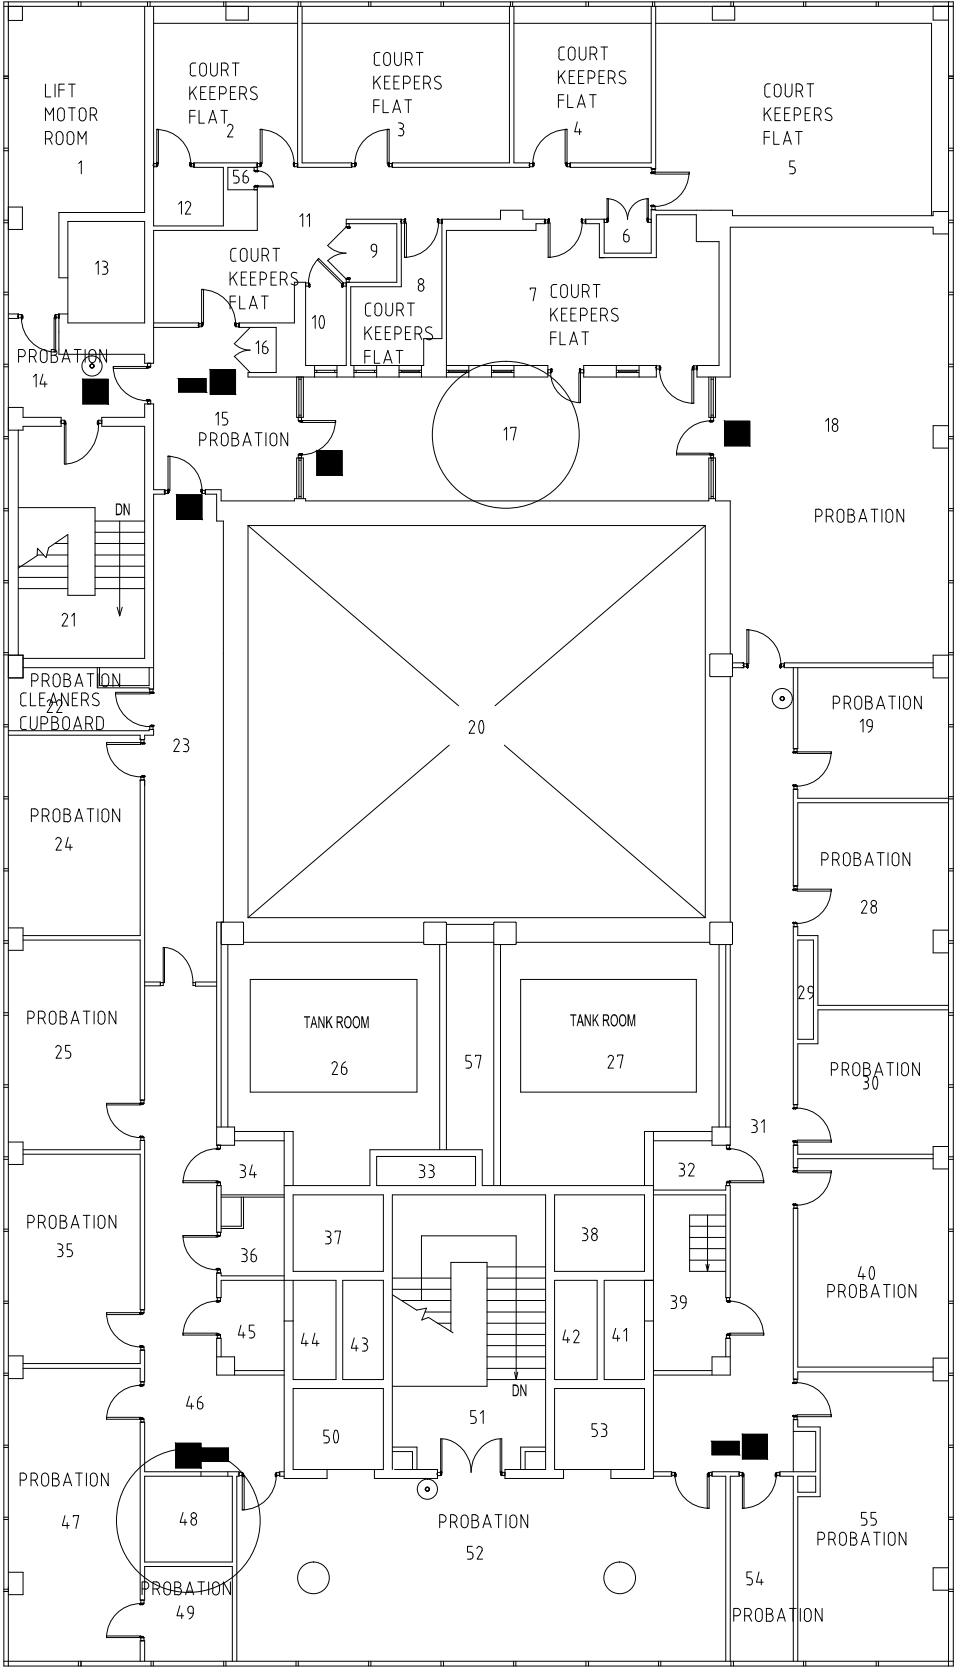 COURT
KEEPERS
FLAT
2
COURT
KEEPERS
FLAT
3
COURT
KEEPERS
FLAT
4
LIFT
MOTOR
ROOM
1
COURT
KEEPERS
FLAT
5
56
12
11
6
9
13
COURT
KEEPERS
FLAT
8
7
COURT
KEEPERS
FLAT
10
COURT
KEEPERS
FLAT
16
PROBATION
14
15
PROBATION
17
18
PROBATION
DN
21
PROBATION
22
CLEANERS
CUPBOARD
23
20
PROBATION
19
PROBATION
24
PROBATION
28
29
PROBATION
25
TANK ROOM
26
57
TANK ROOM
27
PROBATION
30
31
34
33
32
PROBATION
35
36
37
38
39
40
PROBATION
45
44
43
42
41
DN
46
50
51
53
PROBATION
47
48
PROBATION
52
55
PROBATION
PROBATION
49
54
PROBATION